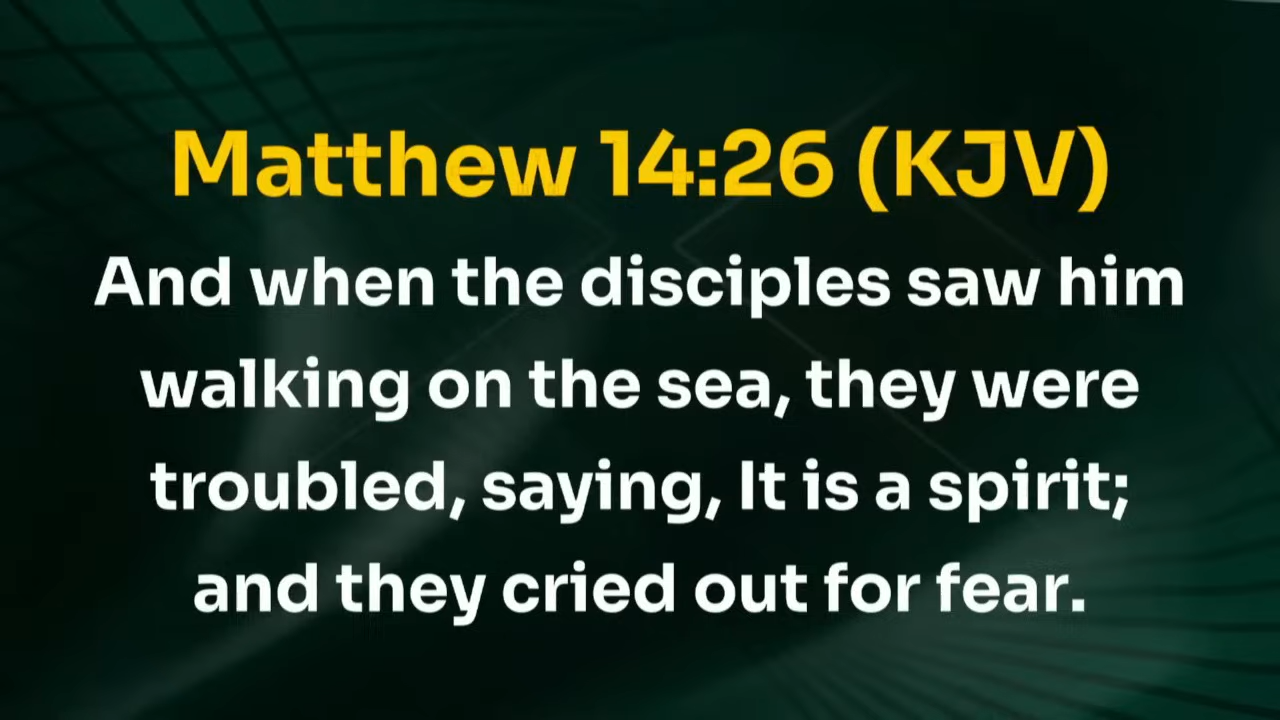 Matthew 14:26 (KJV)
And when the disciples saw him
walking on the sea, they were
troubled, saying, It is a spirit;
and they cried out for fear.